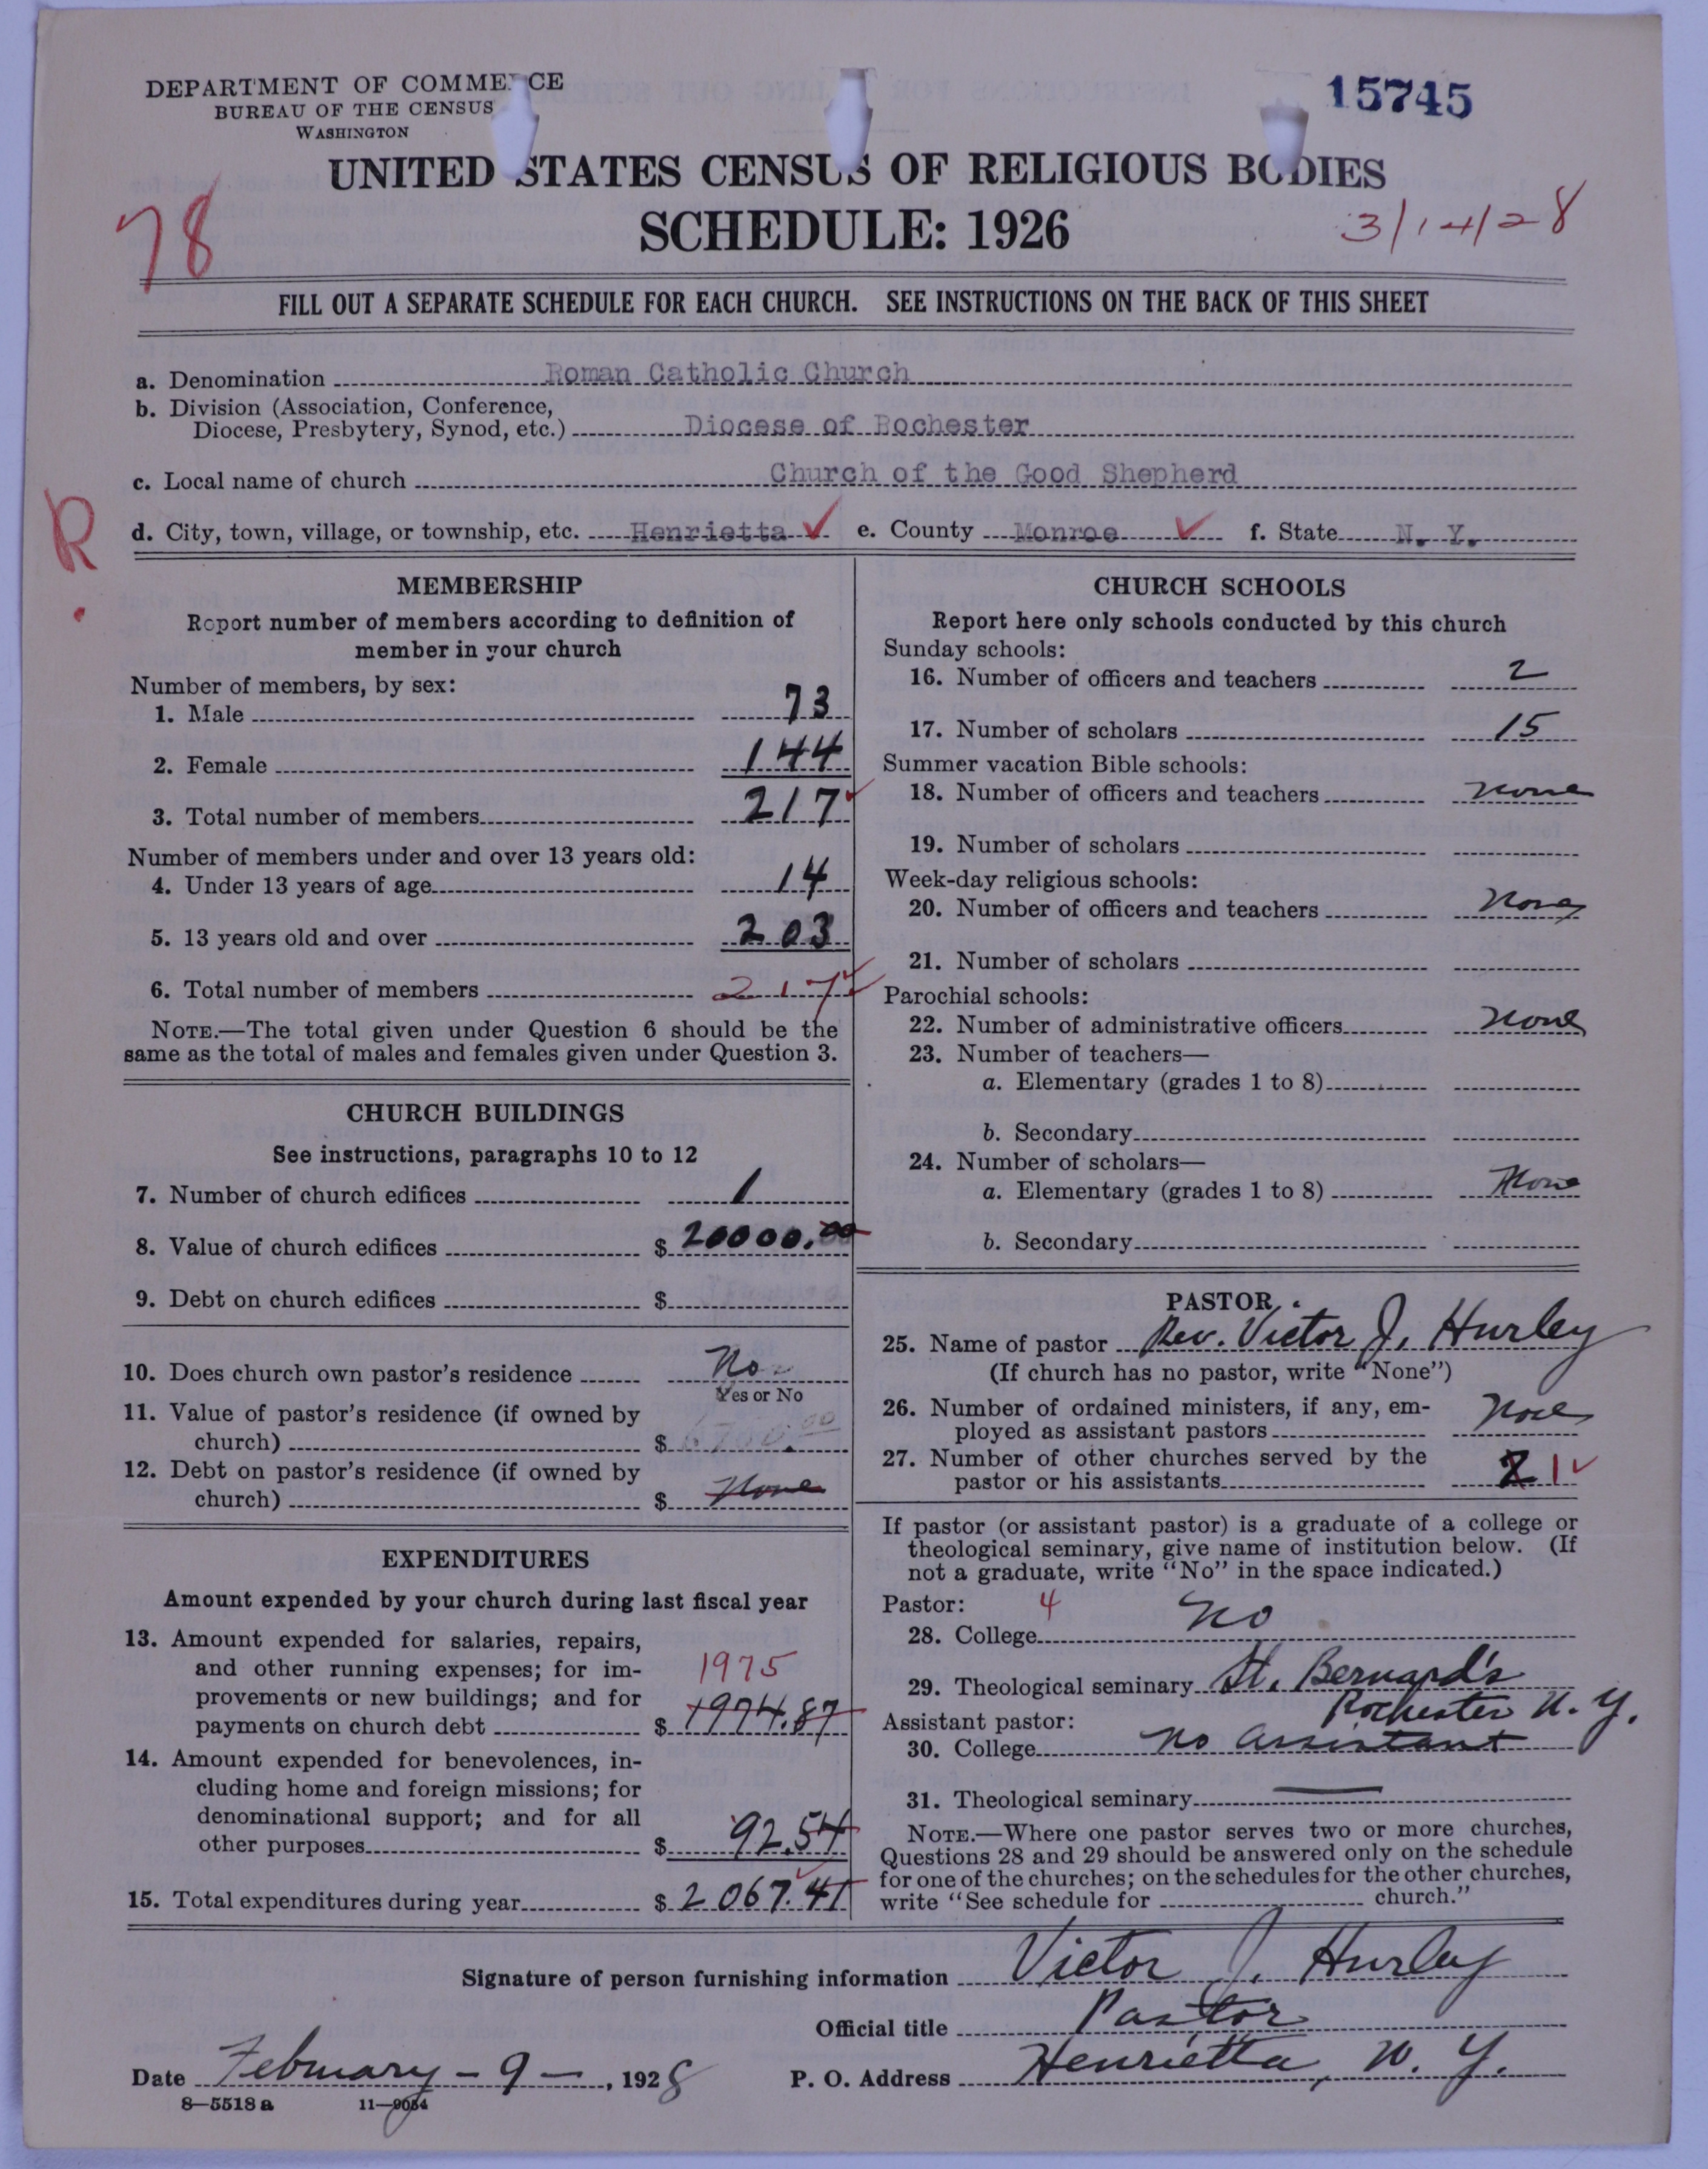 DEPARTMENT OF COMMERCE
BUREAU OF THE CENSUS
WASHINGTON
15745
UNITED STATES CENSUS OF RELIGIOUS BODIES
SCHEDULE: 1926
78
3/14/28
FILL OUT A SEPARATE SCHEDULE FOR EACH CHURCH. SEE INSTRUCTIONS ON THE BACK OF THIS SHEET
a. Denomination Roman Catholic Church
b. Division (Association, Conference,
Diocese, Presbytery, Synod, etc.) Diocese of Rochester
c. Local name of church Church of the Good Shepherd
R.
d. City, town, village, or township, etc. Henrietta ✓ e. County Monroe ✓ f. State N. Y.
MEMBERSHIP
Report number of members according to definition of
member in your church
Number of members, by sex:
1. Male 73
2. Female 144
3. Total number of members 217 ✓
Number of members under and over 13 years old:
4. Under 13 years of age 14
5. 13 years old and over 203
6. Total number of members 217 ✓
NOTE.—The total given under Question 6 should be the
same as the total of males and females given under Question 3.
CHURCH BUILDINGS
See instructions, paragraphs 10 to 12
7. Number of church edifices 1
8. Value of church edifices $ 20000.00
9. Debt on church edifices $
10. Does church own pastor's residence No
Yes or No
11. Value of pastor's residence (if owned by
church) $
12. Debt on pastor's residence (if owned by
church) $ None
EXPENDITURES
Amount expended by your church during last fiscal year
13. Amount expended for salaries, repairs,
and other running expenses; for im-
1975
provements or new buildings; and for
payments on church debt $ 1974.87
14. Amount expended for benevolences, in-
cluding home and foreign missions; for
denominational support; and for all
other purposes $ 92.54
15. Total expenditures during year $ 2067.41
CHURCH SCHOOLS
Report here only schools conducted by this church
Sunday schools:
16. Number of officers and teachers 2
17. Number of scholars 15
Summer vacation Bible schools:
18. Number of officers and teachers none
19. Number of scholars
Week-day religious schools:
20. Number of officers and teachers None
21. Number of scholars
Parochial schools:
22. Number of administrative officers none
23. Number of teachers—
a. Elementary (grades 1 to 8)
b. Secondary
24. Number of scholars—
a. Elementary (grades 1 to 8) None
b. Secondary
PASTOR
25. Name of pastor Rev. Victor J. Hurley
(If church has no pastor, write "None")
26. Number of ordained ministers, if any, em-
ployed as assistant pastors None
27. Number of other churches served by the
pastor or his assistants 2 1 ✓
If pastor (or assistant pastor) is a graduate of a college or
theological seminary, give name of institution below. (If
not a graduate, write "No" in the space indicated.)
Pastor: 4
28. College no
29. Theological seminary St. Bernard's
Rochester N. Y.
Assistant pastor:
30. College no assistant
31. Theological seminary —
NOTE.—Where one pastor serves two or more churches,
Questions 28 and 29 should be answered only on the schedule
for one of the churches; on the schedules for the other churches,
write "See schedule for church."
Signature of person furnishing information Victor J. Hurley
Official title Pastor
Date February - 9 -, 1928 P. O. Address Henrietta, N. Y.
8—5518 a 11—9054